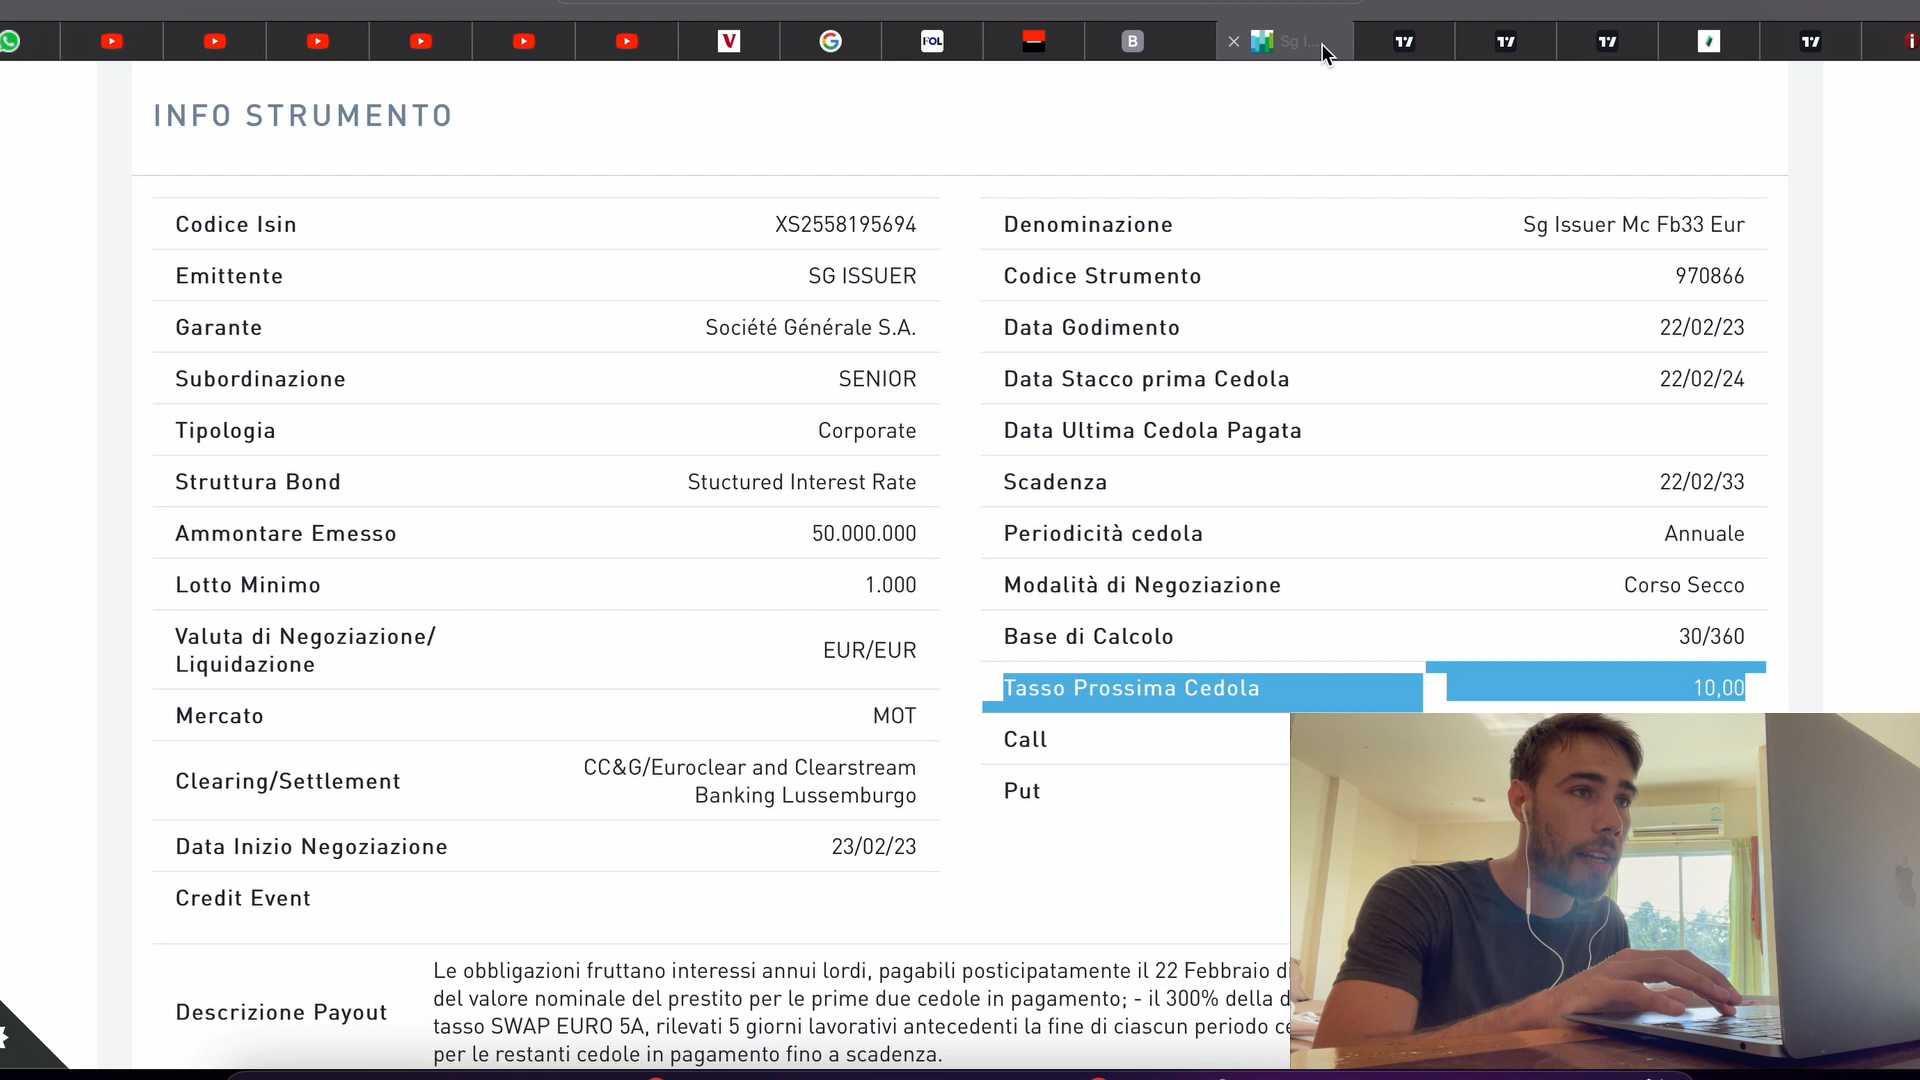 V
G
FOL
B
Sg I...
INFO STRUMENTO
Codice Isin XS2558195694
Emittente SG ISSUER
Garante Société Générale S.A.
Subordinazione SENIOR
Tipologia Corporate
Struttura Bond Stuctured Interest Rate
Ammontare Emesso 50.000.000
Lotto Minimo 1.000
Valuta di Negoziazione/
Liquidazione
EUR/EUR
Mercato MOT
Clearing/Settlement
CC&G/Euroclear and Clearstream
Banking Lussemburgo
Data Inizio Negoziazione 23/02/23
Credit Event
Denominazione Sg Issuer Mc Fb33 Eur
Codice Strumento 970866
Data Godimento 22/02/23
Data Stacco prima Cedola 22/02/24
Data Ultima Cedola Pagata
Scadenza 22/02/33
Periodicità cedola Annuale
Modalità di Negoziazione Corso Secco
Base di Calcolo 30/360
Tasso Prossima Cedola 10,00
Call
Put
Descrizione Payout
Le obbligazioni fruttano interessi annui lordi, pagabili posticipatamente il 22 Febbraio di
del valore nominale del prestito per le prime due cedole in pagamento; - il 300% della d
tasso SWAP EURO 5A, rilevati 5 giorni lavorativi antecedenti la fine di ciascun periodo ce
per le restanti cedole in pagamento fino a scadenza.